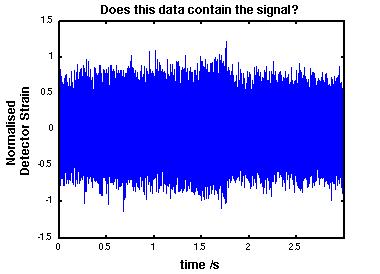 Does this data contain the signal?
Normalised
Detector Strain
1.5
1
0.5
0
-0.5
-1
-1.5
0 0.5 1 1.5 2 2.5
time /s